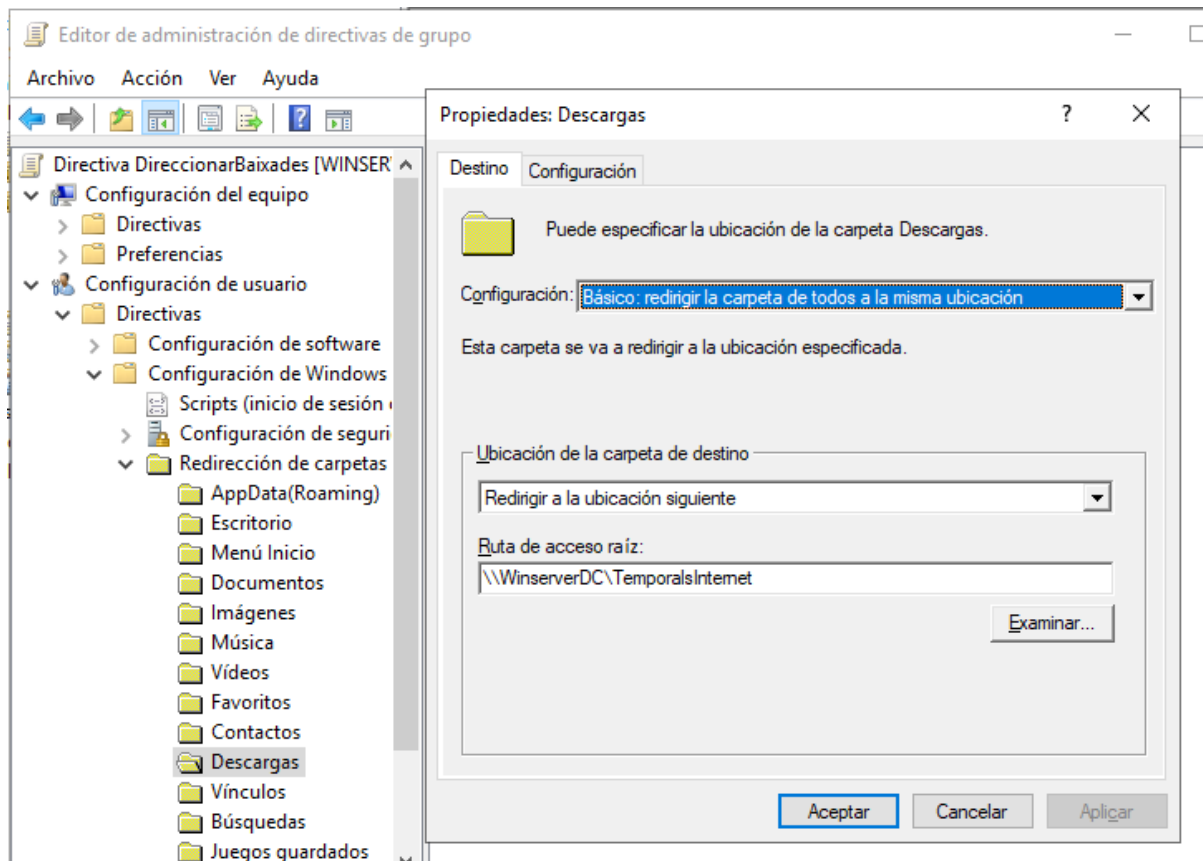 Editor de administración de directivas de grupo
Archivo Acción Ver Ayuda
Directiva DireccionarBaixades [WINSER
Configuración del equipo
Directivas
Preferencias
Configuración de usuario
Directivas
Configuración de software
Configuración de Windows
Scripts (inicio de sesión
Configuración de seguri
Redirección de carpetas
AppData(Roaming)
Escritorio
Menú Inicio
Documentos
Imágenes
Música
Vídeos
Favoritos
Contactos
Descargas
Vínculos
Búsquedas
Juegos guardados
Propiedades: Descargas ?
Destino Configuración
Puede especificar la ubicación de la carpeta Descargas.
Configuración: Básico: redirigir la carpeta de todos a la misma ubicación
Esta carpeta se va a redirigir a la ubicación especificada.
Ubicación de la carpeta de destino
Redirigir a la ubicación siguiente
Ruta de acceso raíz:
\\WinserverDC\TemporalsInternet
Examinar...
Aceptar Cancelar Aplicar